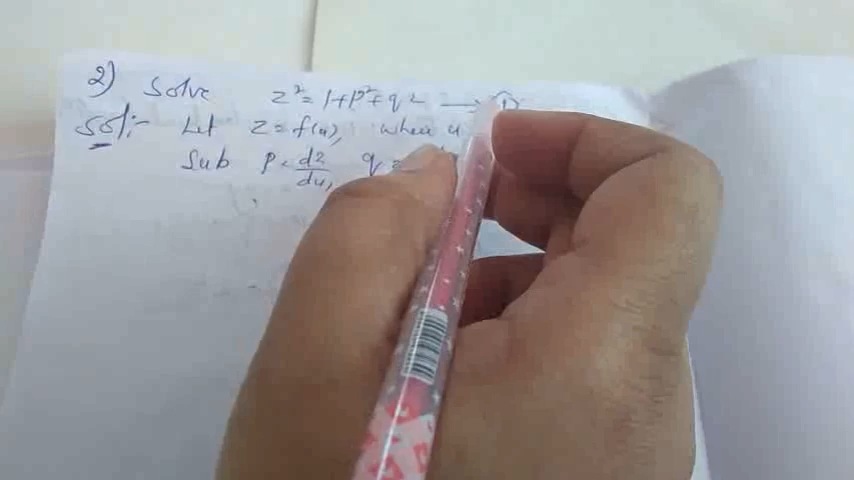 2) Solve z² = 1+p²+q² → ①
Sol:- Let z = f(u), where u
Sub p = dz/du, q =